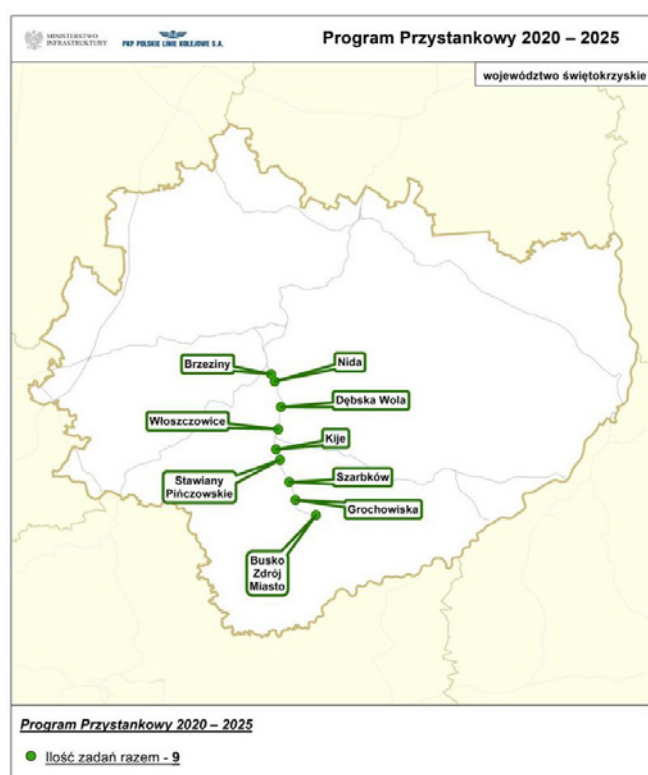 MINISTERSTWO
INFRASTRUKTURY
PKP POLSKIE LINIE KOLEJOWE S.A.
Program Przystankowy 2020 – 2025
województwo świętokrzyskie
Brzeziny
Nida
Dębska Wola
Włoszczowice
Kije
Stawiany
Pińczowskie
Szarbków
Grochowiska
Busko
Zdrój
Miasto
Program Przystankowy 2020 – 2025
Ilość zadań razem - 9